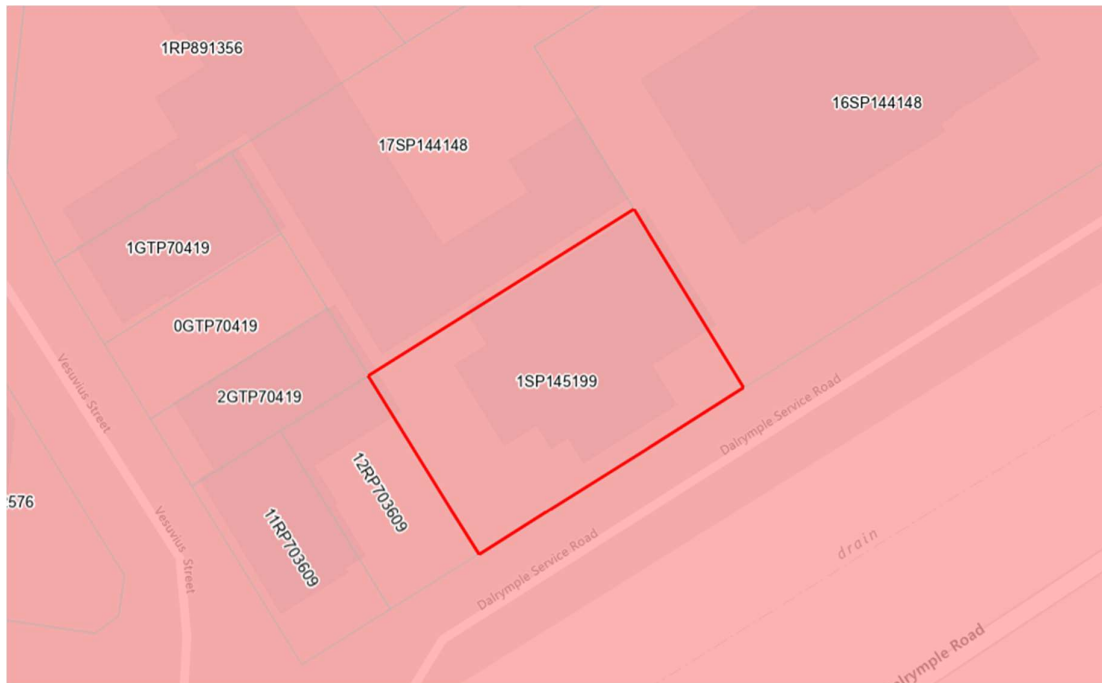 1RP891356
16SP144148
17SP144148
1GTP70419
0GTP70419
Vesuvius Street
2GTP70419
1SP145199
Dalrymple Service Road
12RP703609
2576
11RP703609
Vesuvius Street
drain
Dalrymple Service Road
alrymple Road